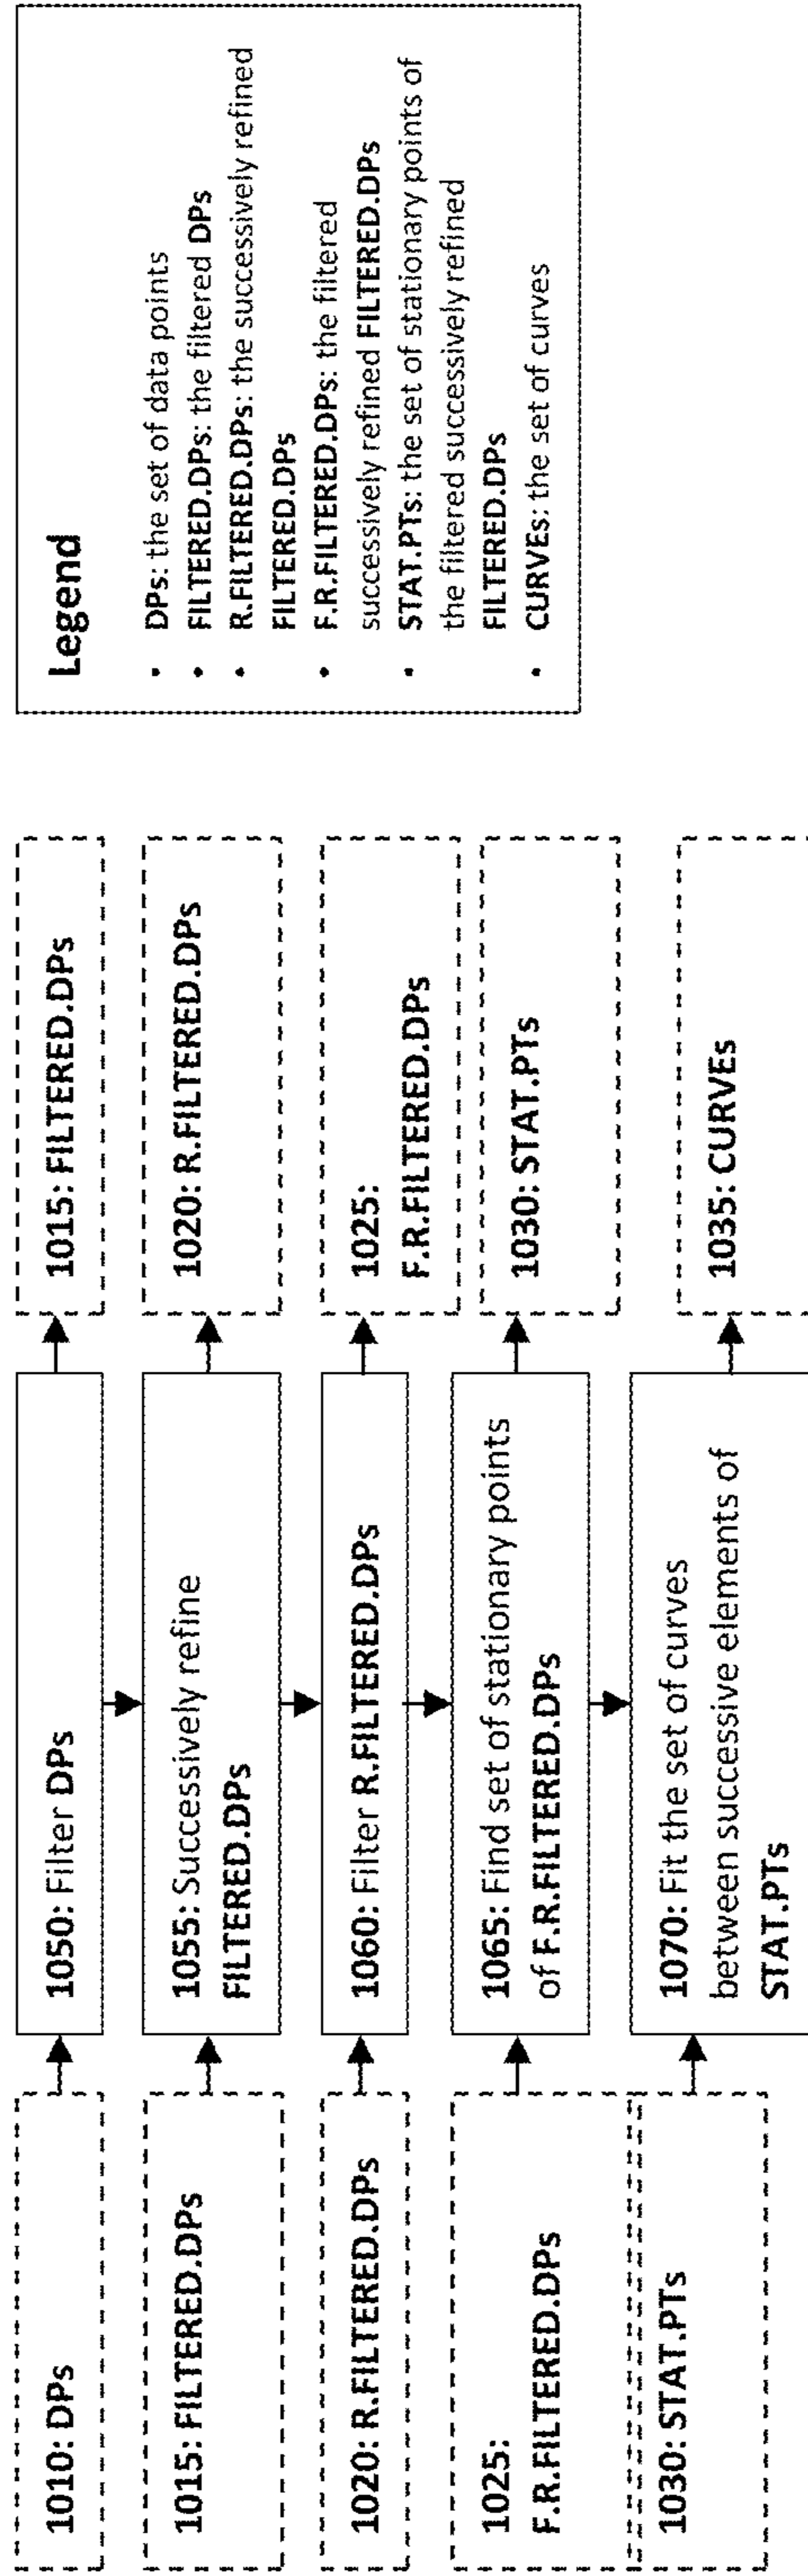 1010: DPs
1050: Filter DPs
1015: FILTERED.DPs
1015: FILTERED.DPs
1055: Successively refine
FILTERED.DPs
1020: R.FILTERED.DPs
1020: R.FILTERED.DPs
1060: Filter R.FILTERED.DPs
1025:
F.R.FILTERED.DPs
1025:
F.R.FILTERED.DPs
1065: Find set of stationary points
of F.R.FILTERED.DPs
1030: STAT.PTs
1030: STAT.PTs
1070: Fit the set of curves
between successive elements of
STAT.PTs
1035: CURVEs
Legend
• DPs: the set of data points
• FILTERED.DPs: the filtered DPs
• R.FILTERED.DPs: the successively refined
FILTERED.DPs
• F.R.FILTERED.DPs: the filtered
successively refined FILTERED.DPs
• STAT.PTs: the set of stationary points of
the filtered successively refined
FILTERED.DPs
• CURVEs: the set of curves